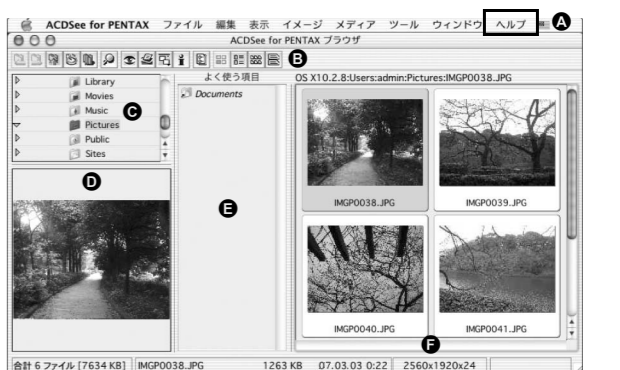 ACDSee for PENTAX ファイル 編集 表示 イメージ メディア ツール ウィンドウ ヘルプ A
ACDSee for PENTAX ブラウザ
B
よく使う項目
OS X10.2.8:Users:admin:Pictures:IMGP0038.JPG
Library
Movies
Music
Pictures
Public
Sites
C
Documents
D
E
IMGP0038.JPG
IMGP0039.JPG
IMGP0040.JPG
IMGP0041.JPG
F
合計 6 ファイル [7634 KB] IMGP0038.JPG 1263 KB 07.03.03 0:22 2560x1920x24